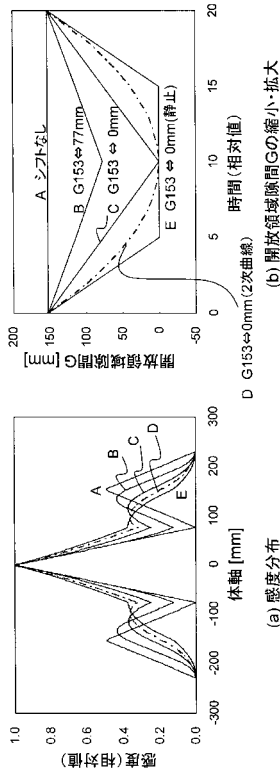 感度(相対値)
1.0
0.8
0.6
0.4
0.2
0.0
A
B
C
D
E
-300
-200
-100
0
100
200
300
体軸 [mm]
(a) 感度分布
開放領域隙間G [mm]
200
150
100
50
0
-50
A シフトなし
B G153⇔77mm
C G153⇔0mm
E G153⇔0mm(静止)
0
5
10
15
20
時間(相対値)
D G153⇔0mm(2次曲線)
(b) 開放領域隙間Gの縮小・拡大